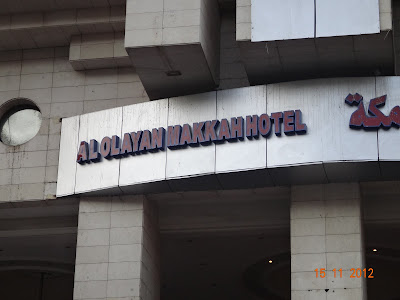 AL OLAYAN MAKKAH HOTEL
مكة
16 11 2012